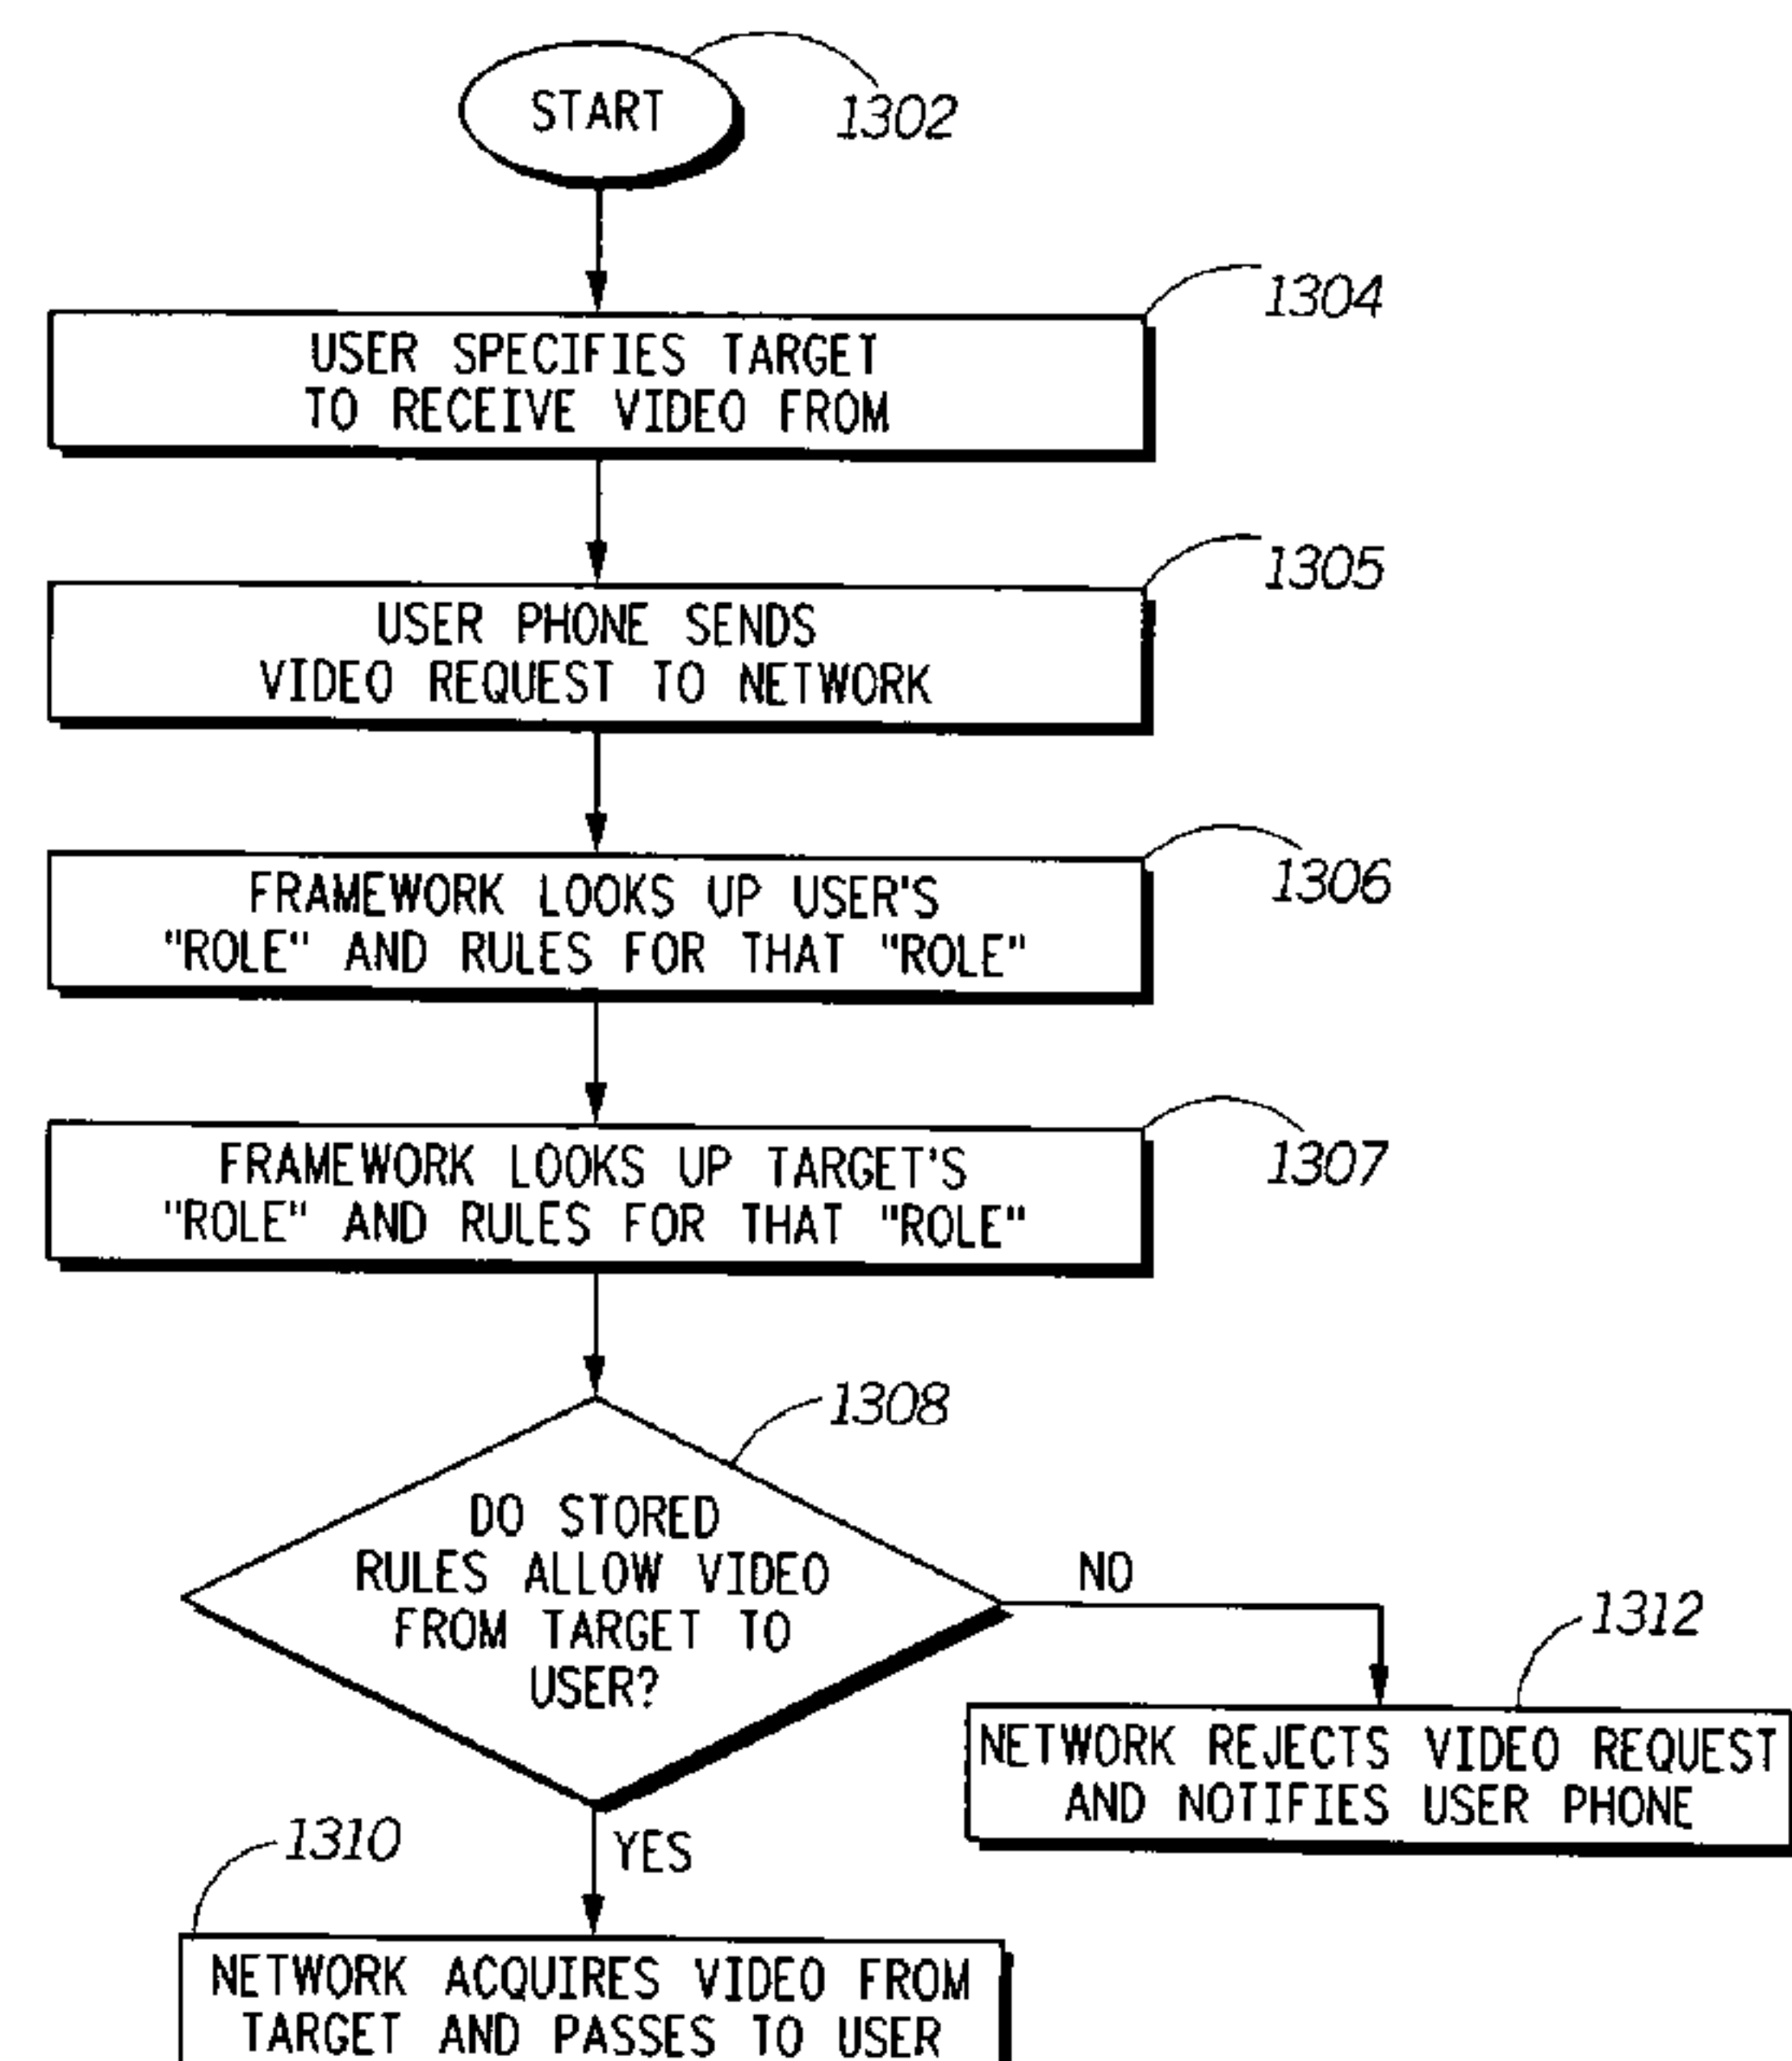 START
1302
1304
USER SPECIFIES TARGET
TO RECEIVE VIDEO FROM
1305
USER PHONE SENDS
VIDEO REQUEST TO NETWORK
1306
FRAMEWORK LOOKS UP USER'S
"ROLE" AND RULES FOR THAT "ROLE"
1307
FRAMEWORK LOOKS UP TARGET'S
"ROLE" AND RULES FOR THAT "ROLE"
1308
DO STORED
RULES ALLOW VIDEO
FROM TARGET TO
USER?
NO
1312
NETWORK REJECTS VIDEO REQUEST
AND NOTIFIES USER PHONE
YES
1310
NETWORK ACQUIRES VIDEO FROM
TARGET AND PASSES TO USER